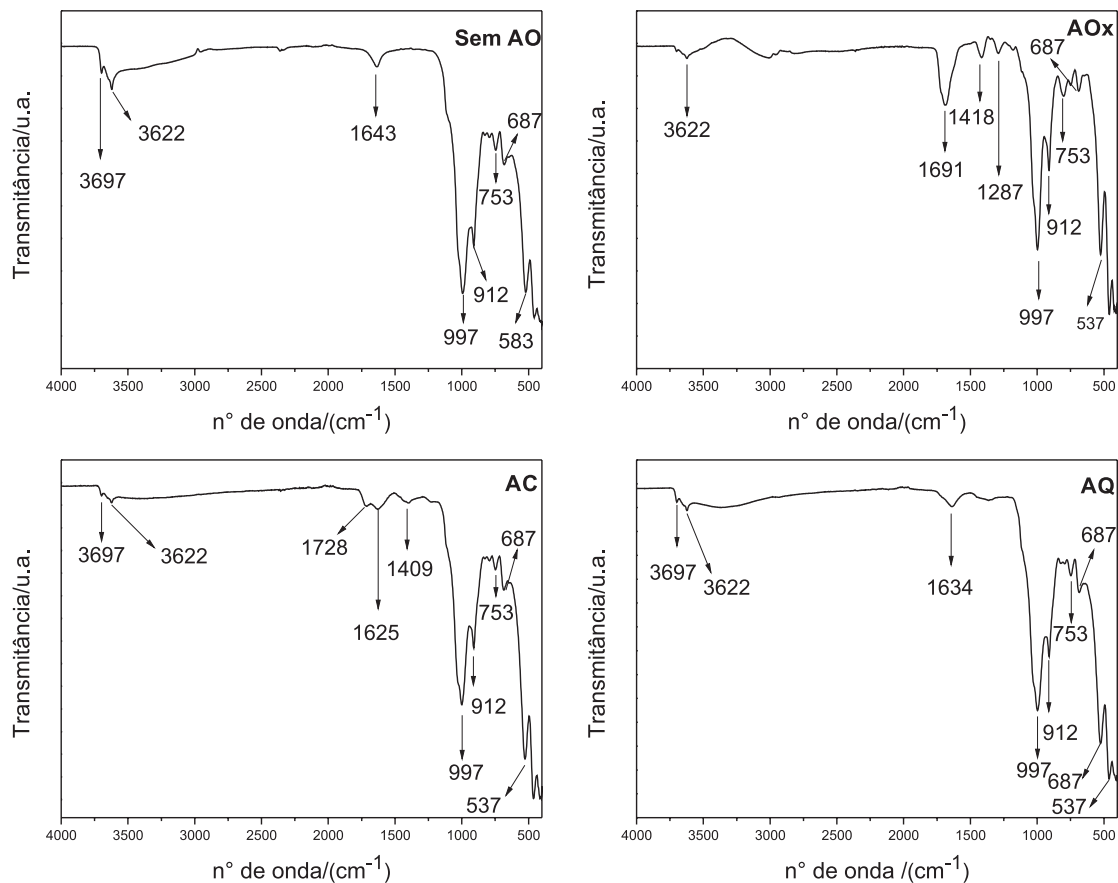 Sem AO
Transmitância/u.a.
3697
3622
1643
997
912
753
687
583
4000 3500 3000 2500 2000 1500 1000 500
n° de onda/(cm-1)
AOx
Transmitância/u.a.
3622
1691
1418
1287
997
912
753
687
537
4000 3500 3000 2500 2000 1500 1000 500
n° de onda/(cm-1)
AC
Transmitância/u.a.
3697
3622
1728
1625
1409
997
912
753
687
537
4000 3500 3000 2500 2000 1500 1000 500
n° de onda/(cm-1)
AQ
Transmitância/u.a.
3697
3622
1634
997
912
753
687
687
537
4000 3500 3000 2500 2000 1500 1000 500
n° de onda /(cm-1)